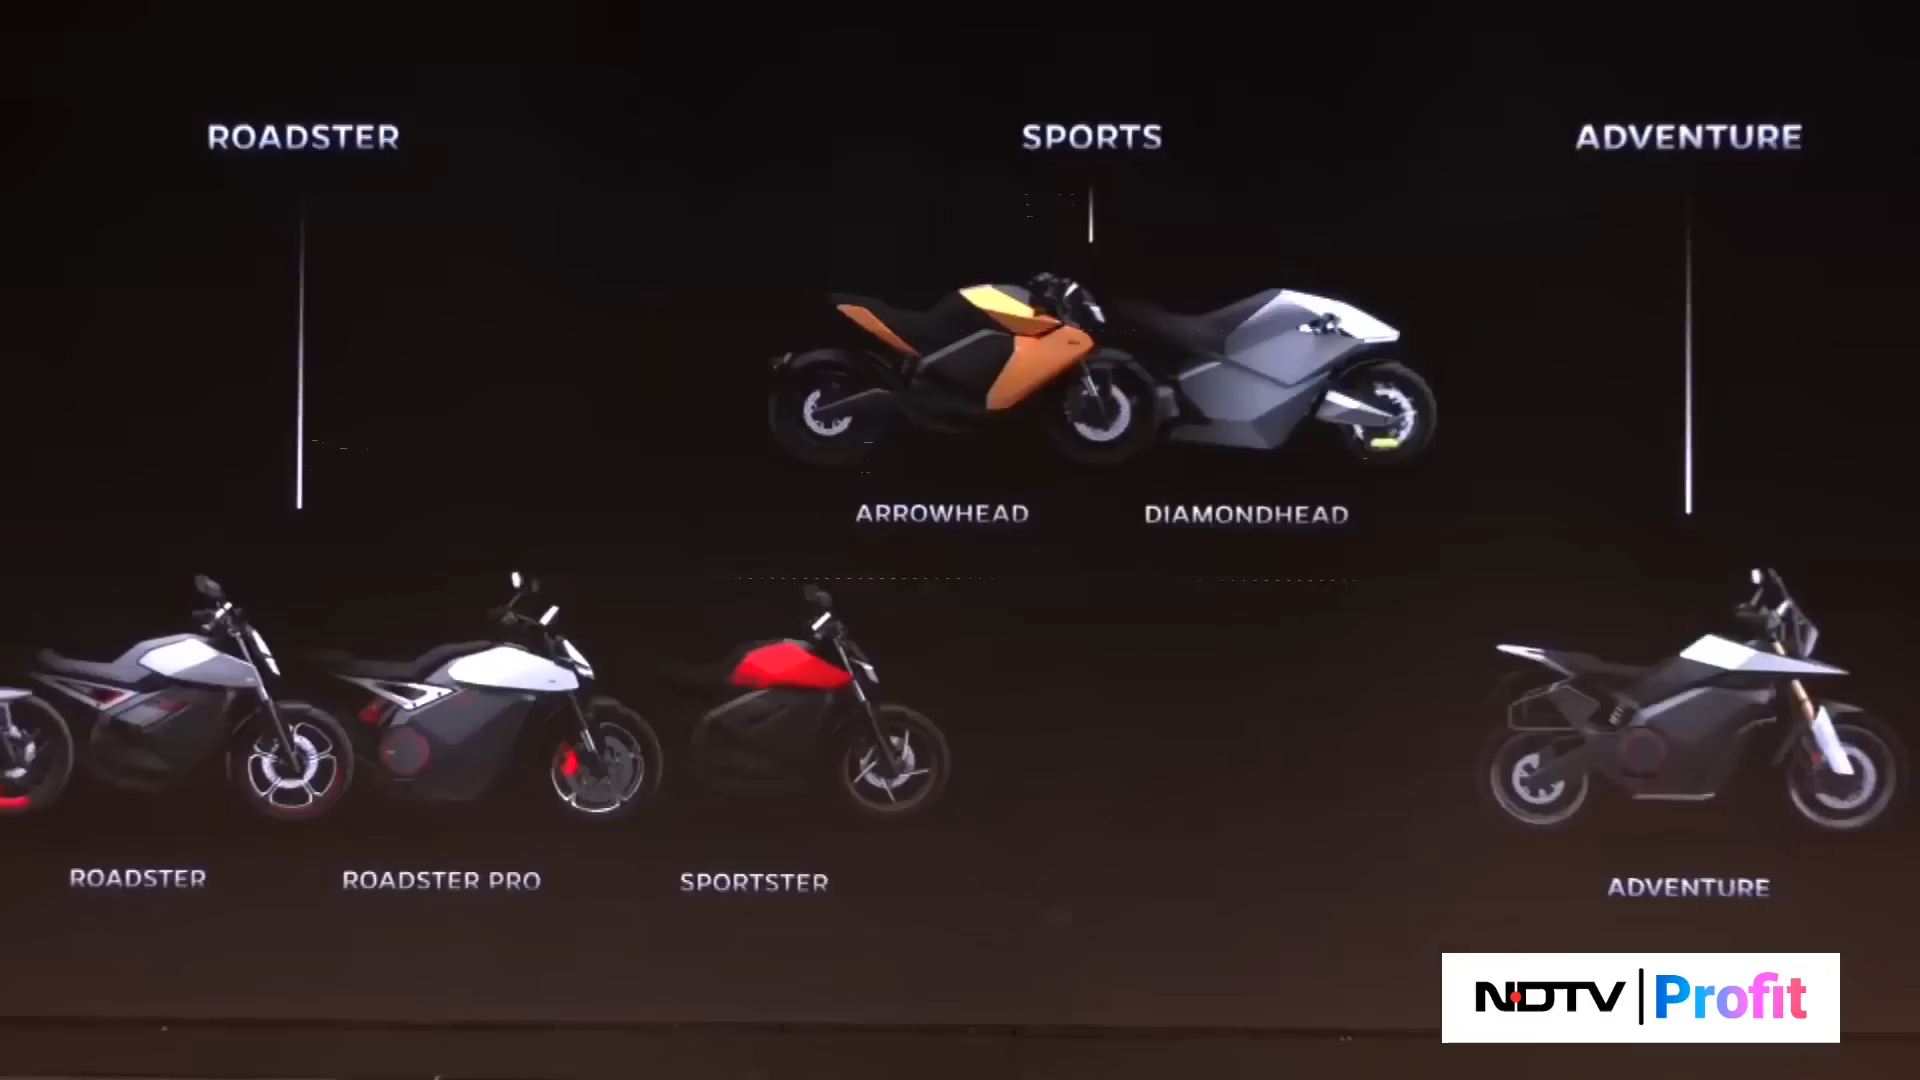 ROADSTER
SPORTS
ADVENTURE
ARROWHEAD
DIAMONDHEAD
ROADSTER
ROADSTER PRO
SPORTSTER
ADVENTURE
NDTV Profit